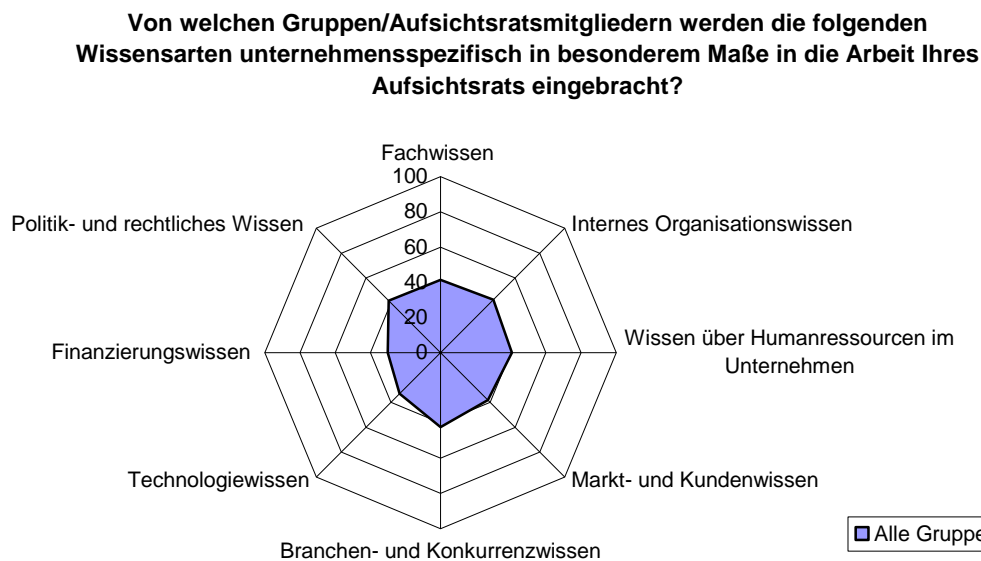 Von welchen Gruppen/Aufsichtsratsmitgliedern werden die folgenden
Wissensarten unternehmensspezifisch in besonderem Maße in die Arbeit Ihres
Aufsichtsrats eingebracht?
Fachwissen
100
80
60
40
20
0
Politik- und rechtliches Wissen
Internes Organisationswissen
Finanzierungswissen
Wissen über Humanressourcen im
Unternehmen
Technologiewissen
Markt- und Kundenwissen
Branchen- und Konkurrenzwissen
Alle Gruppe